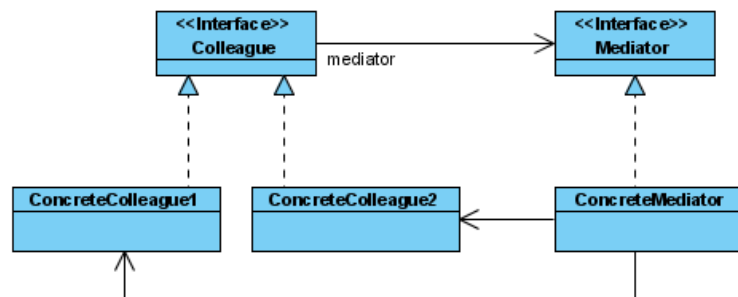 <<Interface>>
Colleague
mediator
<<Interface>>
Mediator
ConcreteColleague1
ConcreteColleague2
ConcreteMediator